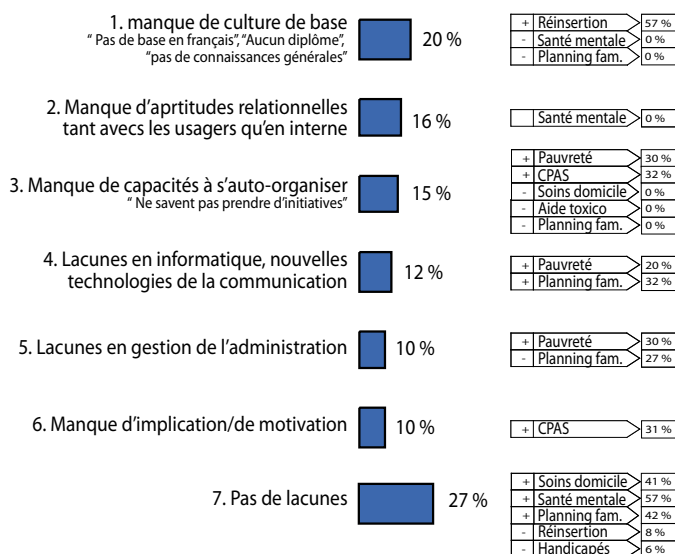 1. manque de culture de base
" Pas de base en français", "Aucun diplôme",
"pas de connaissances générales"
20 %
+ Réinsertion 57 %
- Santé mentale 0 %
- Planning fam. 0 %
2. Manque d'aprtitudes relationnelles
tant avecs les usagers qu'en interne
16 %
Santé mentale 0 %
3. Manque de capacités à s'auto-organiser
" Ne savent pas prendre d'initiatives"
15 %
+ Pauvreté 30 %
+ CPAS 32 %
- Soins domicile 0 %
- Aide toxico 0 %
- Planning fam. 0 %
4. Lacunes en informatique, nouvelles
technologies de la communication
12 %
+ Pauvreté 20 %
+ Planning fam. 32 %
5. Lacunes en gestion de l'administration
10 %
+ Pauvreté 30 %
- Planning fam. 27 %
6. Manque d'implication/de motivation
10 %
+ CPAS 31 %
7. Pas de lacunes
27 %
+ Soins domicile 41 %
+ Santé mentale 57 %
+ Planning fam. 42 %
- Réinsertion 8 %
- Handicapés 6 %